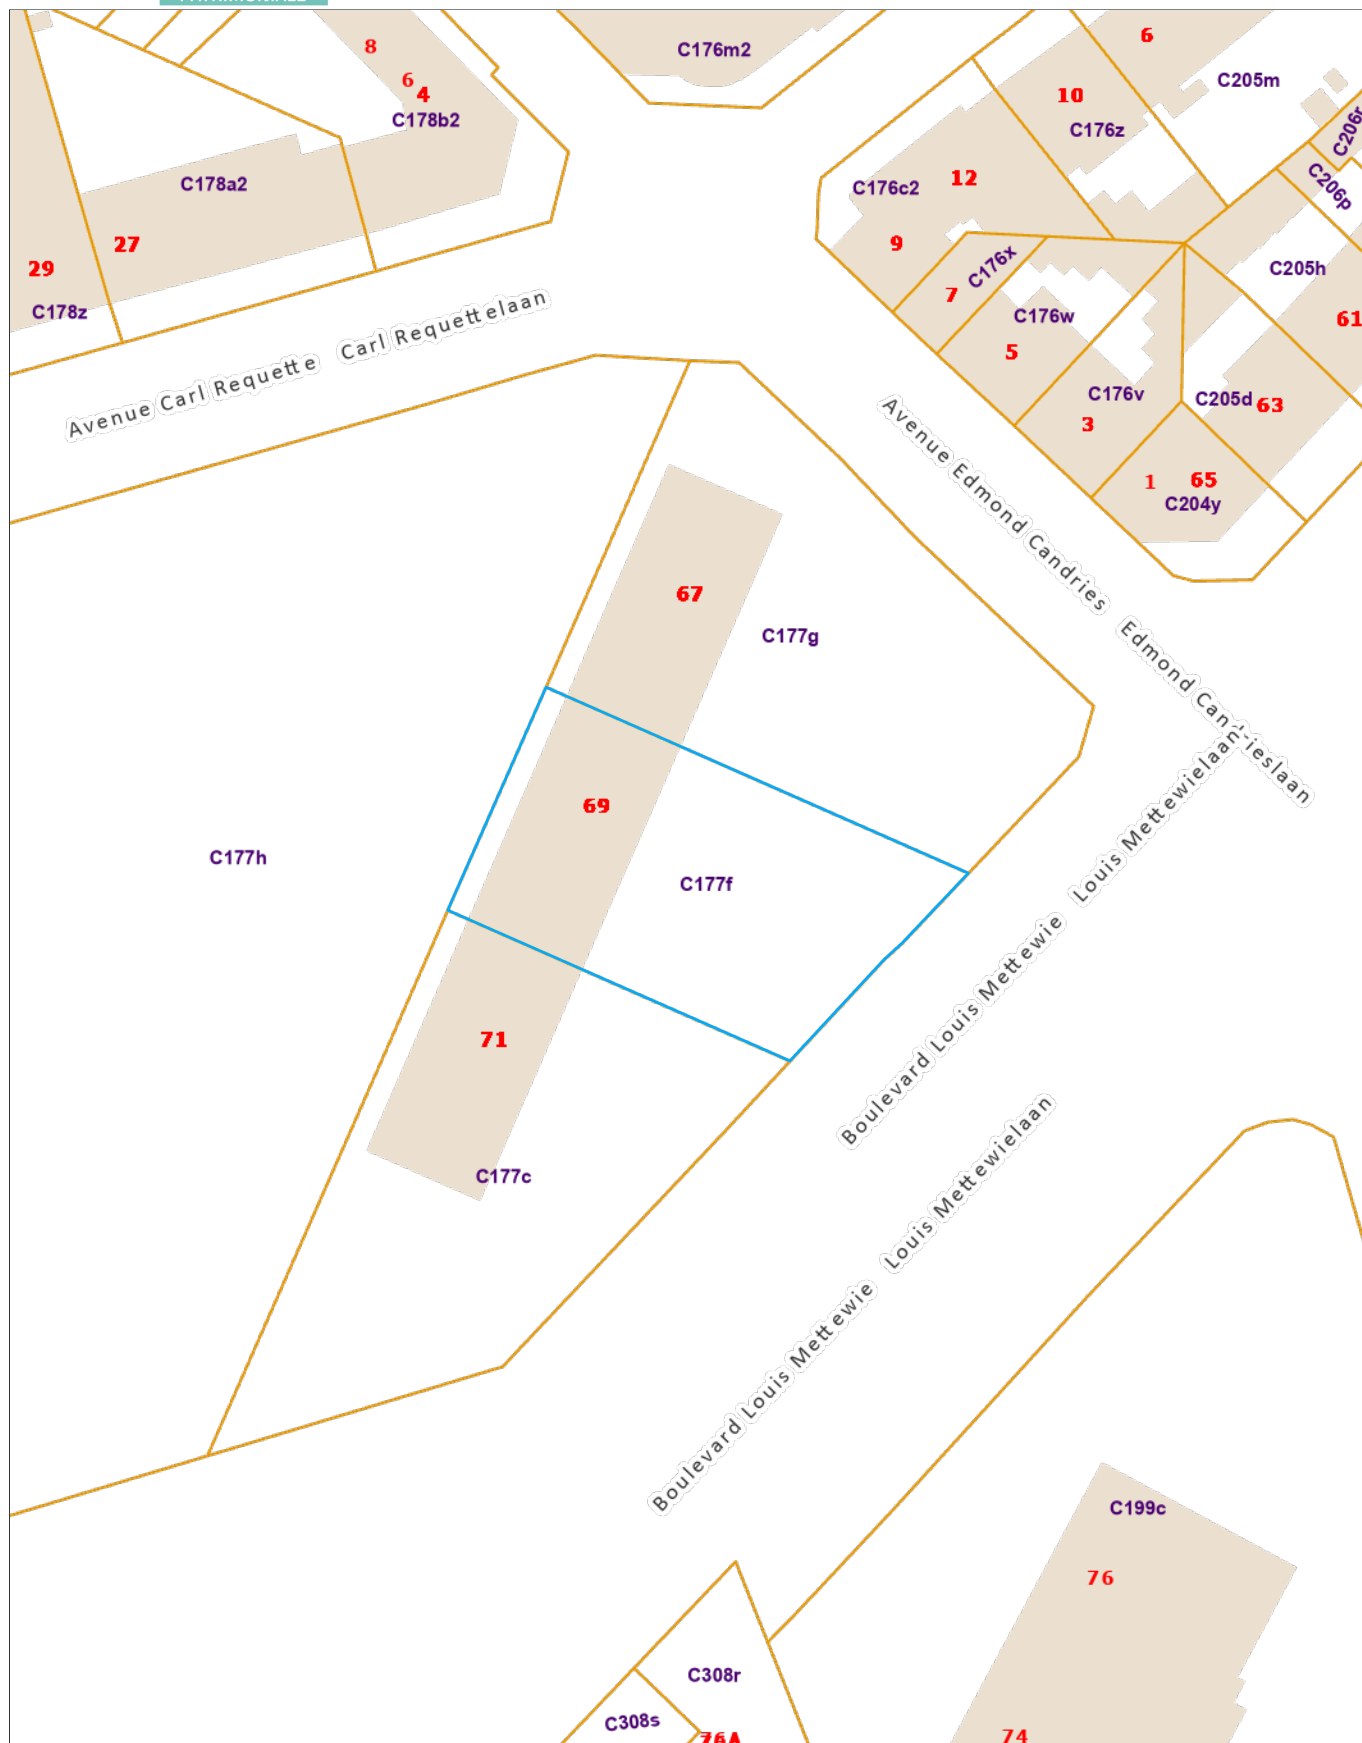 C176m2
8
6
4
C178b2
C178a2
27
29
C178z
6
10
C176z
C205m
C206r
C206p
12
C176c2
9
C176x
7
C176w
5
C205h
61
C176v
3
C205d
63
1
65
C204y
Avenue Carl Requette Carl Requettelaan
Avenue Edmond Candries Edmond Candrieslaan
67
C177g
69
C177f
C177h
71
C177c
Boulevard Louis Mettewie Louis Mettewielaan
Boulevard Louis Mettewie Louis Mettewielaan
C199c
76
C308r
C308s
76A
74